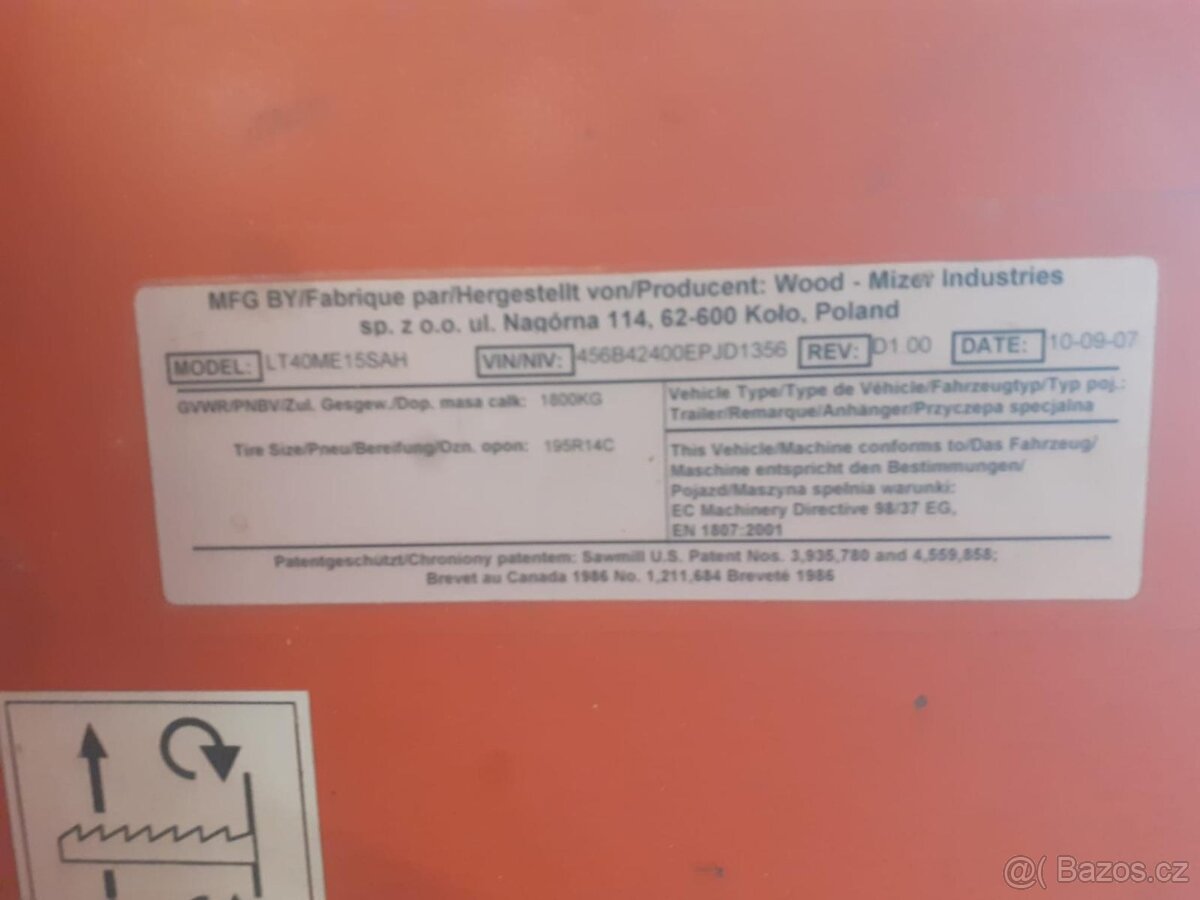 MFG BY/Fabrique par/Hergestellt von/Producent: Wood - Mizer Industries
sp. z o.o. ul. Nagórna 114, 62-600 Koło, Poland
MODEL: LT40ME15SAH VIN/NIV: 456B42400EPJD1356 REV: D1.00 DATE: 10-09-07
GVWR/PNBV/Zul. Gesgew./Dop. masa całk: 1800KG
Tire Size/Pneu/Bereifung/Ozn. opon: 195R14C
Vehicle Type/Type de Véhicule/Fahrzeugtyp/Typ poj.:
Trailer/Remarque/Anhänger/Przyczepa specjalna
This Vehicle/Machine conforms to/Das Fahrzeug/
Maschine entspricht den Bestimmungen/
Pojazd/Maszyna spełnia warunki:
EC Machinery Directive 98/37 EG,
EN 1807:2001
Patentgeschützt/Chroniony patentem: Sawmill U.S. Patent Nos. 3,935,780 and 4,559,858;
Brevet au Canada 1986 No. 1,211,684 Breveté 1986
@( Bazos.cz